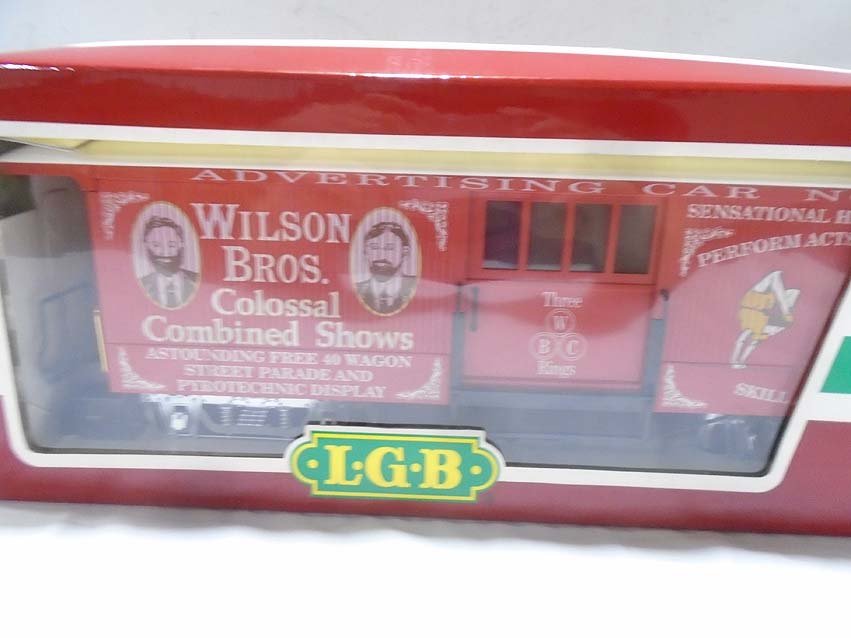 ADVERTISING CAR N
WILSON
BROS.
Colossal
Combined Shows
ASTOUNDING FREE 40 WAGON
STREET PARADE AND
PYROTECHNIC DISPLAY
Three
W
B C
Rings
SENSATIONAL H
PERFORM ACTS
SKILL
L·G·B